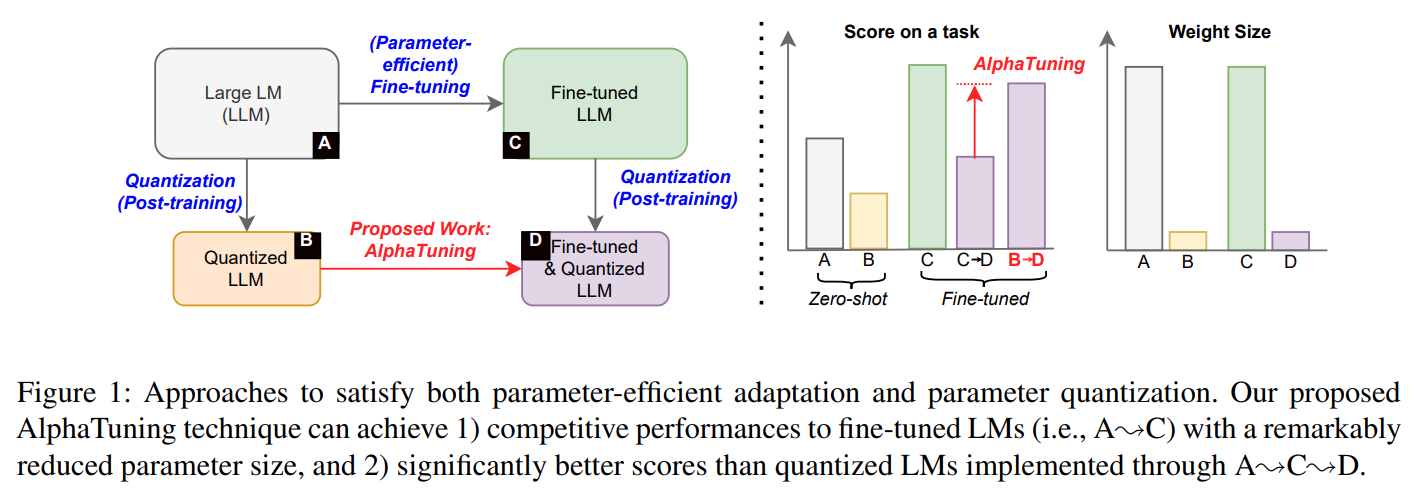 (Parameter-
efficient)
Fine-tuning
Large LM
(LLM)
A
Fine-tuned
LLM
C
Quantization
(Post-training)
Quantization
(Post-training)
Proposed Work:
AlphaTuning
Quantized
LLM
B
D
Fine-tuned
& Quantized
LLM
Score on a task
AlphaTuning
A B C C→D B→D
Zero-shot Fine-tuned
Weight Size
A B C D
Figure 1: Approaches to satisfy both parameter-efficient adaptation and parameter quantization. Our proposed
AlphaTuning technique can achieve 1) competitive performances to fine-tuned LMs (i.e., A⤳C) with a remarkably
reduced parameter size, and 2) significantly better scores than quantized LMs implemented through A⤳C⤳D.